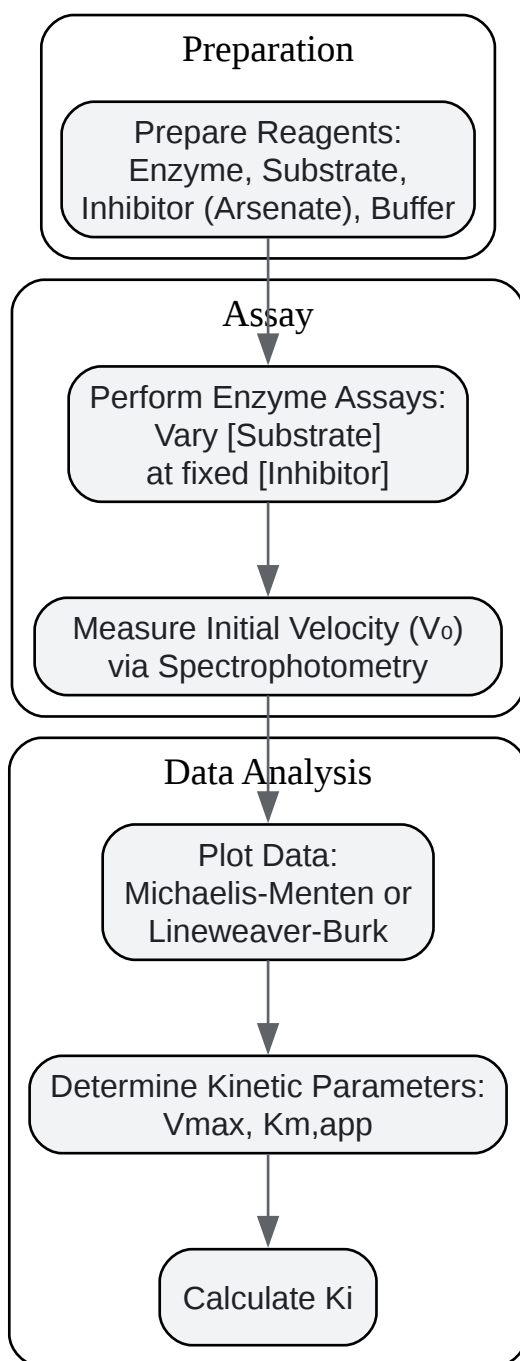 Preparation
Prepare Reagents:
Enzyme, Substrate,
Inhibitor (Arsenate), Buffer
Assay
Perform Enzyme Assays:
Vary [Substrate]
at fixed [Inhibitor]
Measure Initial Velocity (V₀)
via Spectrophotometry
Data Analysis
Plot Data:
Michaelis-Menten or
Lineweaver-Burk
Determine Kinetic Parameters:
Vmax, Km,app
Calculate Ki